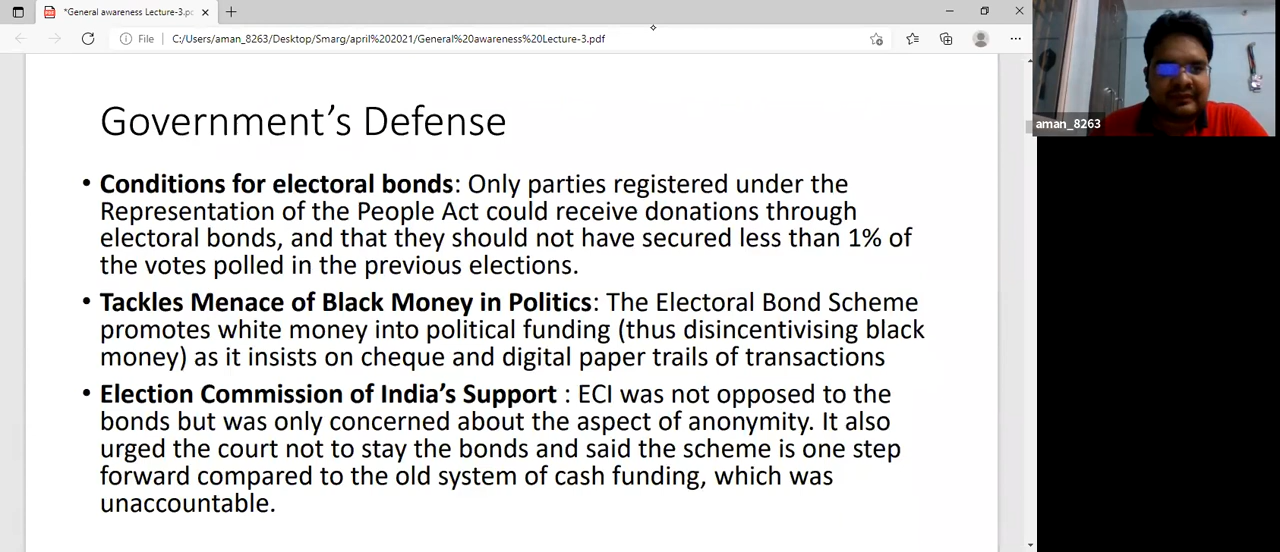 *General awareness Lecture-3.pd
File
C:/Users/aman_8263/Desktop/Smarg/april%202021/General%20awareness%20Lecture-3.pdf
aman_8263
Government's Defense
• Conditions for electoral bonds: Only parties registered under the
Representation of the People Act could receive donations through
electoral bonds, and that they should not have secured less than 1% of
the votes polled in the previous elections.
• Tackles Menace of Black Money in Politics: The Electoral Bond Scheme
promotes white money into political funding (thus disincentivising black
money) as it insists on cheque and digital paper trails of transactions
• Election Commission of India's Support : ECI was not opposed to the
bonds but was only concerned about the aspect of anonymity. It also
urged the court not to stay the bonds and said the scheme is one step
forward compared to the old system of cash funding, which was
unaccountable.